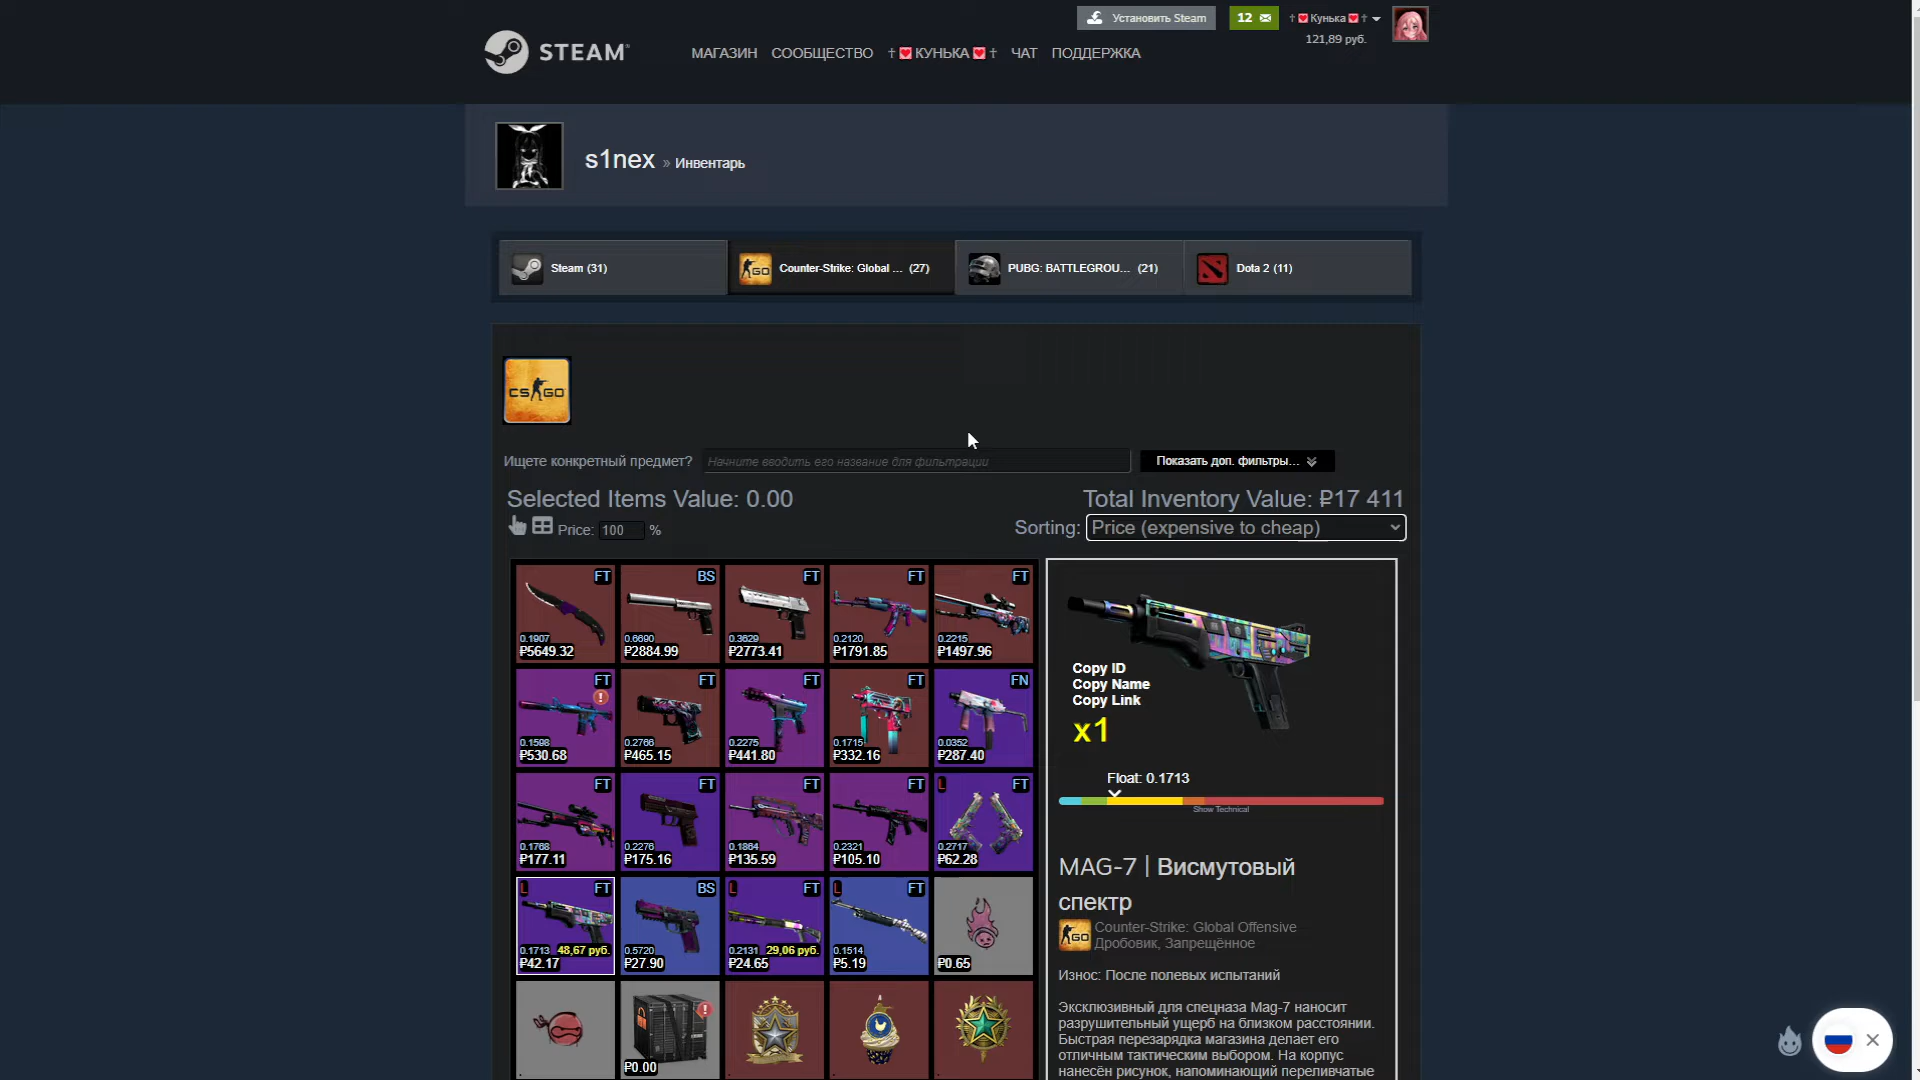 Установить Steam
12
†❤Кунька❤†
121,89 руб.
STEAM
МАГАЗИН СООБЩЕСТВО †❤КУНЬКА❤† ЧАТ ПОДДЕРЖКА
s1nex » Инвентарь
Steam (31)
Counter-Strike: Global ... (27)
PUBG: BATTLEGROU... (21)
Dota 2 (11)
CS GO
Ищете конкретный предмет?
Начните вводить его название для фильтрации
Показать доп. фильтры...
Selected Items Value: 0.00
Total Inventory Value: ₽17 411
Price: 100 %
Sorting: Price (expensive to cheap)
FT BS FT FT FT
0.1907 0.6690 0.3629 0.2120 0.2215
₽5649.32 ₽2884.99 ₽2773.41 ₽1791.85 ₽1497.96
FT FT FT FT FN
0.1598 0.2766 0.2275 0.1715 0.0352
₽530.68 ₽465.15 ₽441.80 ₽332.16 ₽287.40
FT FT FT FT L FT
0.1768 0.2276 0.1864 0.2321 0.2717
₽177.11 ₽175.16 ₽135.59 ₽105.10 ₽62.28
L FT BS L FT L FT
0.1713 48,67 руб. 0.5720 0.2131 29,06 руб. 0.1514
₽42.17 ₽27.90 ₽24.65 ₽5.19 ₽0.65
₽0.00
Copy ID
Copy Name
Copy Link
x1
Float: 0.1713
Show Technical
MAG-7 | Висмутовый
спектр
GO
Counter-Strike: Global Offensive
Дробовик, Запрещённое
Износ: После полевых испытаний
Эксклюзивный для спецназа Mag-7 наносит
разрушительный ущерб на близком расстоянии.
Быстрая перезарядка магазина делает его
отличным тактическим выбором. На корпус
нанесён рисунок, напоминающий переливчатые